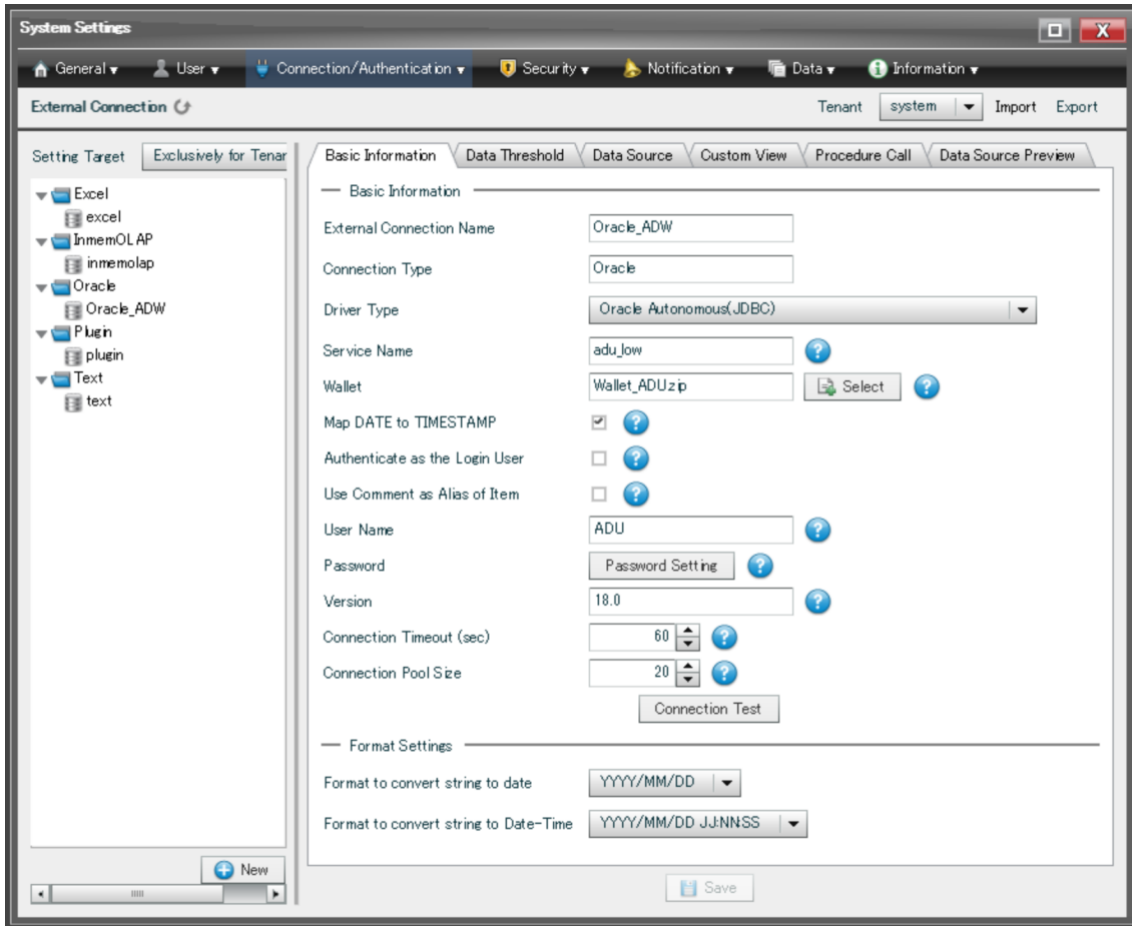 System Settings
General User Connection/Authentication Security Notification Data Information
External Connection Tenant system Import Export
Setting Target Exclusively for Tenar
Basic Information Data Threshold Data Source Custom View Procedure Call Data Source Preview
Excel
excel
InmemOLAP
inmemolap
Oracle
Oracle_ADW
Plugin
plugin
Text
text
New
Basic Information
External Connection Name Oracle_ADW
Connection Type Oracle
Driver Type Oracle Autonomous(JDBC)
Service Name adu_low ?
Wallet Wallet_ADU.zip Select ?
Map DATE to TIMESTAMP ?
Authenticate as the Login User ?
Use Comment as Alias of Item ?
User Name ADU ?
Password Password Setting ?
Version 18.0 ?
Connection Timeout (sec) 60 ?
Connection Pool Size 20 ?
Connection Test
Format Settings
Format to convert string to date YYYY/MM/DD
Format to convert string to Date-Time YYYY/MM/DD JJ:NN:SS
Save